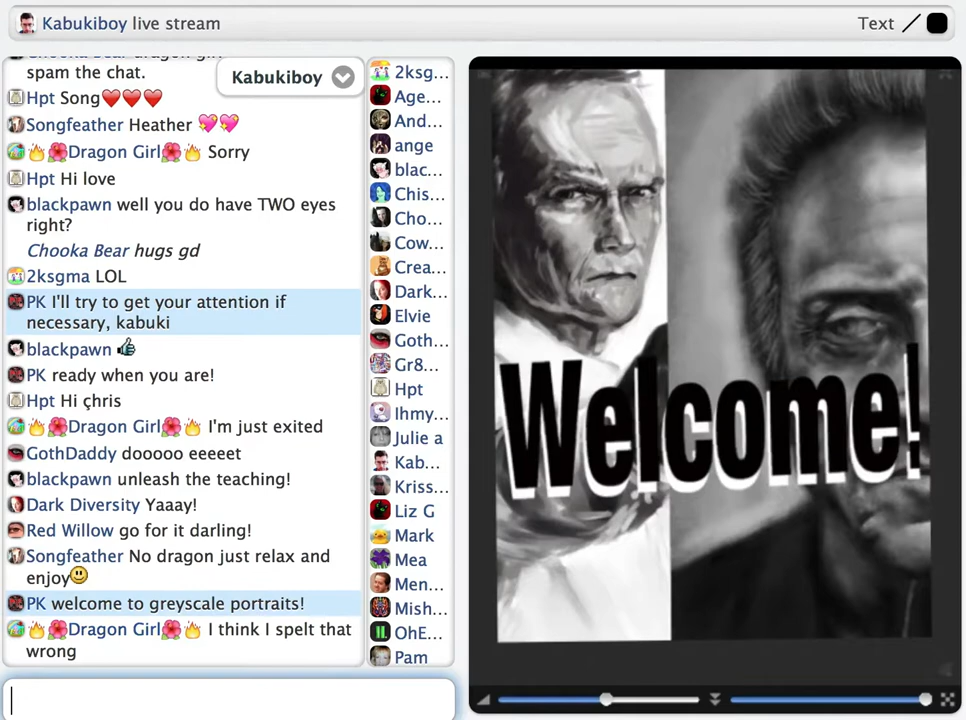 Kabukiboy live stream
Text
spam the chat.
Kabukiboy
Hpt Song❤️❤️❤️
Songfeather Heather 💖💖
🔥🌺Dragon Girl🌺🔥 Sorry
Hpt Hi love
blackpawn well you do have TWO eyes
right?
Chooka Bear hugs gd
2ksgma LOL
PK I'll try to get your attention if
necessary, kabuki
blackpawn 👍
PK ready when you are!
Hpt Hi çhris
🔥🌺Dragon Girl🌺🔥 I'm just exited
GothDaddy dooooo eeeeet
blackpawn unleash the teaching!
Dark Diversity Yaaay!
Red Willow go for it darling!
Songfeather No dragon just relax and
enjoy😊
PK welcome to greyscale portraits!
🔥🌺Dragon Girl🌺🔥 I think I spelt that
wrong
2ksg...
Age...
And...
ange
blac...
Chis...
Cho...
Cow...
Crea...
Dark...
Elvie
Goth...
Gr8...
Hpt
Ihmy...
Julie a
Kab...
Kriss...
Liz G
Mark
Mea
Men...
Mish...
OhE...
Pam
Welcome!